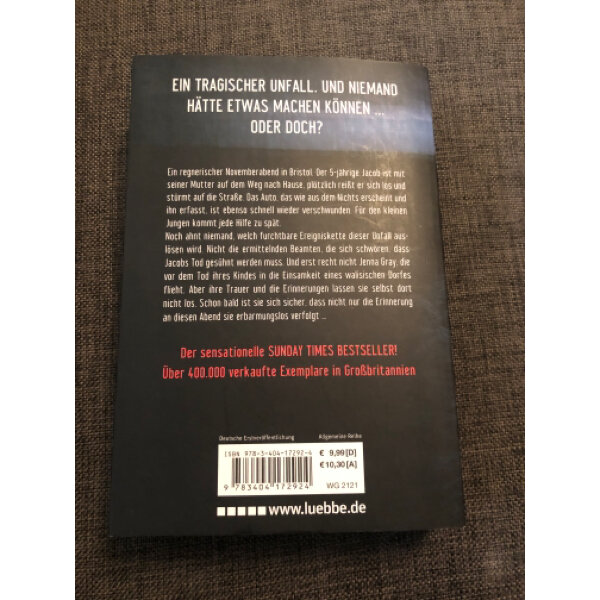 EIN TRAGISCHER UNFALL. UND NIEMAND
HÄTTE ETWAS MACHEN KÖNNEN ...
ODER DOCH?
Ein regnerischer Novemberabend in Bristol. Der 5-jährige Jacob ist mit
seiner Mutter auf dem Weg nach Hause, plötzlich reißt er sich los und
stürmt auf die Straße. Das Auto, das wie aus dem Nichts erscheint und
ihn erfasst, ist ebenso schnell wieder verschwunden. Für den kleinen
Jungen kommt jede Hilfe zu spät.
Noch ahnt niemand, welch furchtbare Ereigniskette dieser Unfall aus-
lösen wird. Nicht die ermittelnden Beamten, die sich schwören, dass
Jacobs Tod gesühnt werden muss. Und erst recht nicht Jenna Gray, die
vor dem Tod ihres Kindes in die Einsamkeit eines walisischen Dorfes
flieht. Aber ihre Trauer und die Erinnerungen lassen sie selbst dort
nicht los. Schon bald ist sie sich sicher, dass nicht nur die Erinnerung
an diesen Abend sie erbarmungslos verfolgt ...
Der sensationelle SUNDAY TIMES BESTSELLER!
Über 400.000 verkaufte Exemplare in Großbritannien
Deutsche Erstveröffentlichung
Allgemeine Reihe
ISBN 978-3-404-17292-4
€ 9,99 [D]
€ 10,30 [A]
9 783404 172924
WG 2121
www.luebbe.de